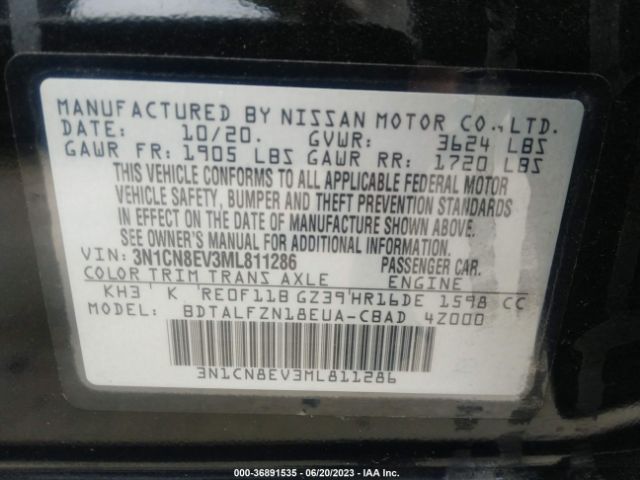 MANUFACTURED BY NISSAN MOTOR CO., LTD.
DATE: 10/20. GVWR: 3624 LBS
GAWR FR: 1905 LBS GAWR RR: 1720 LBS
THIS VEHICLE CONFORMS TO ALL APPLICABLE FEDERAL MOTOR
VEHICLE SAFETY, BUMPER AND THEFT PREVENTION STANDARDS
IN EFFECT ON THE DATE OF MANUFACTURE SHOWN ABOVE.
SEE OWNER'S MANUAL FOR ADDITIONAL INFORMATION.
VIN: 3N1CN8EV3ML811286 PASSENGER CAR.
COLOR TRIM TRANS AXLE ENGINE
KH3 K RE0F11B GZ39 HR16DE 1598 CC
MODEL: BDTALFZN18EUA-CBAD 4Z000
3N1CN8EV3ML811286
000-36891535 - 06/20/2023 - IAA Inc.